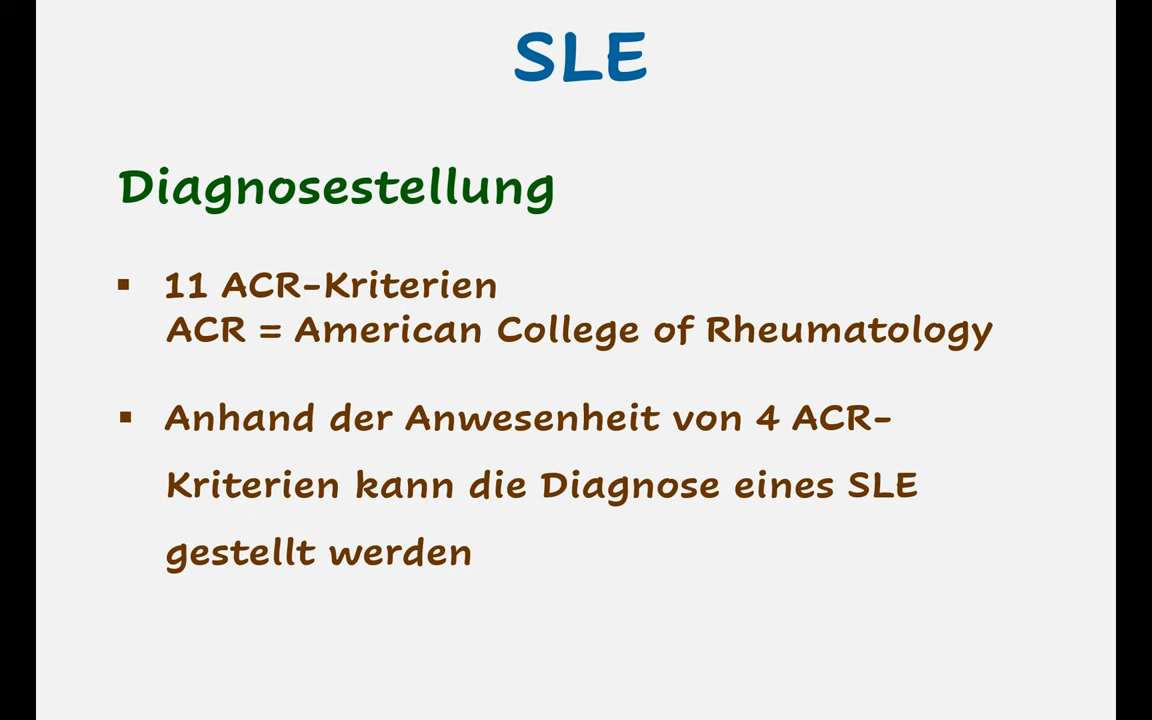 SLE
Diagnosestellung
▪ 11 ACR-Kriterien
ACR = American College of Rheumatology
▪ Anhand der Anwesenheit von 4 ACR-
Kriterien kann die Diagnose eines SLE
gestellt werden